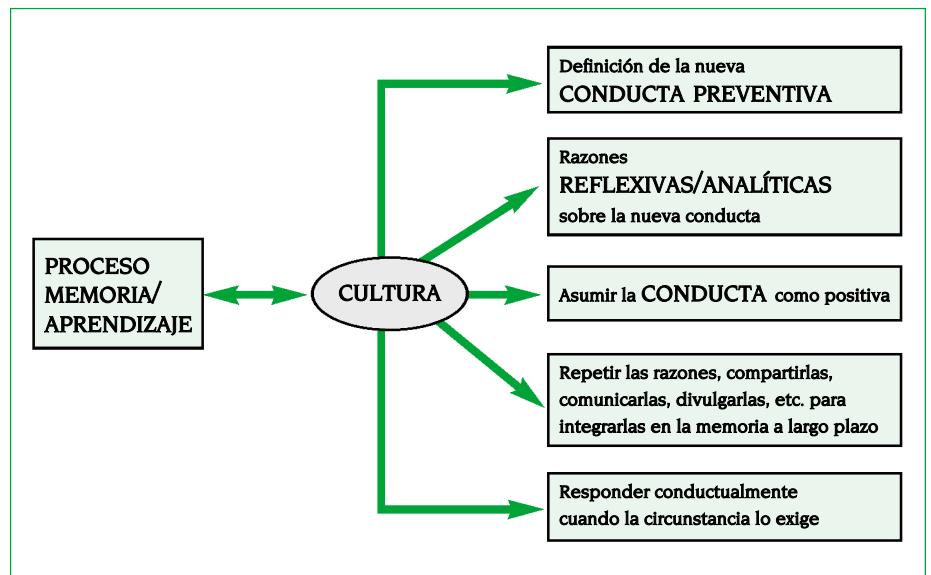 Definición de la nueva
CONDUCTA PREVENTIVA
Razones
REFLEXIVAS/ANALÍTICAS
sobre la nueva conducta
PROCESO
MEMORIA/
APRENDIZAJE
CULTURA
Asumir la CONDUCTA como positiva
Repetir las razones, compartirlas,
comunicarlas, divulgarlas, etc. para
integrarlas en la memoria a largo plazo
Responder conductualmente
cuando la circunstancia lo exige